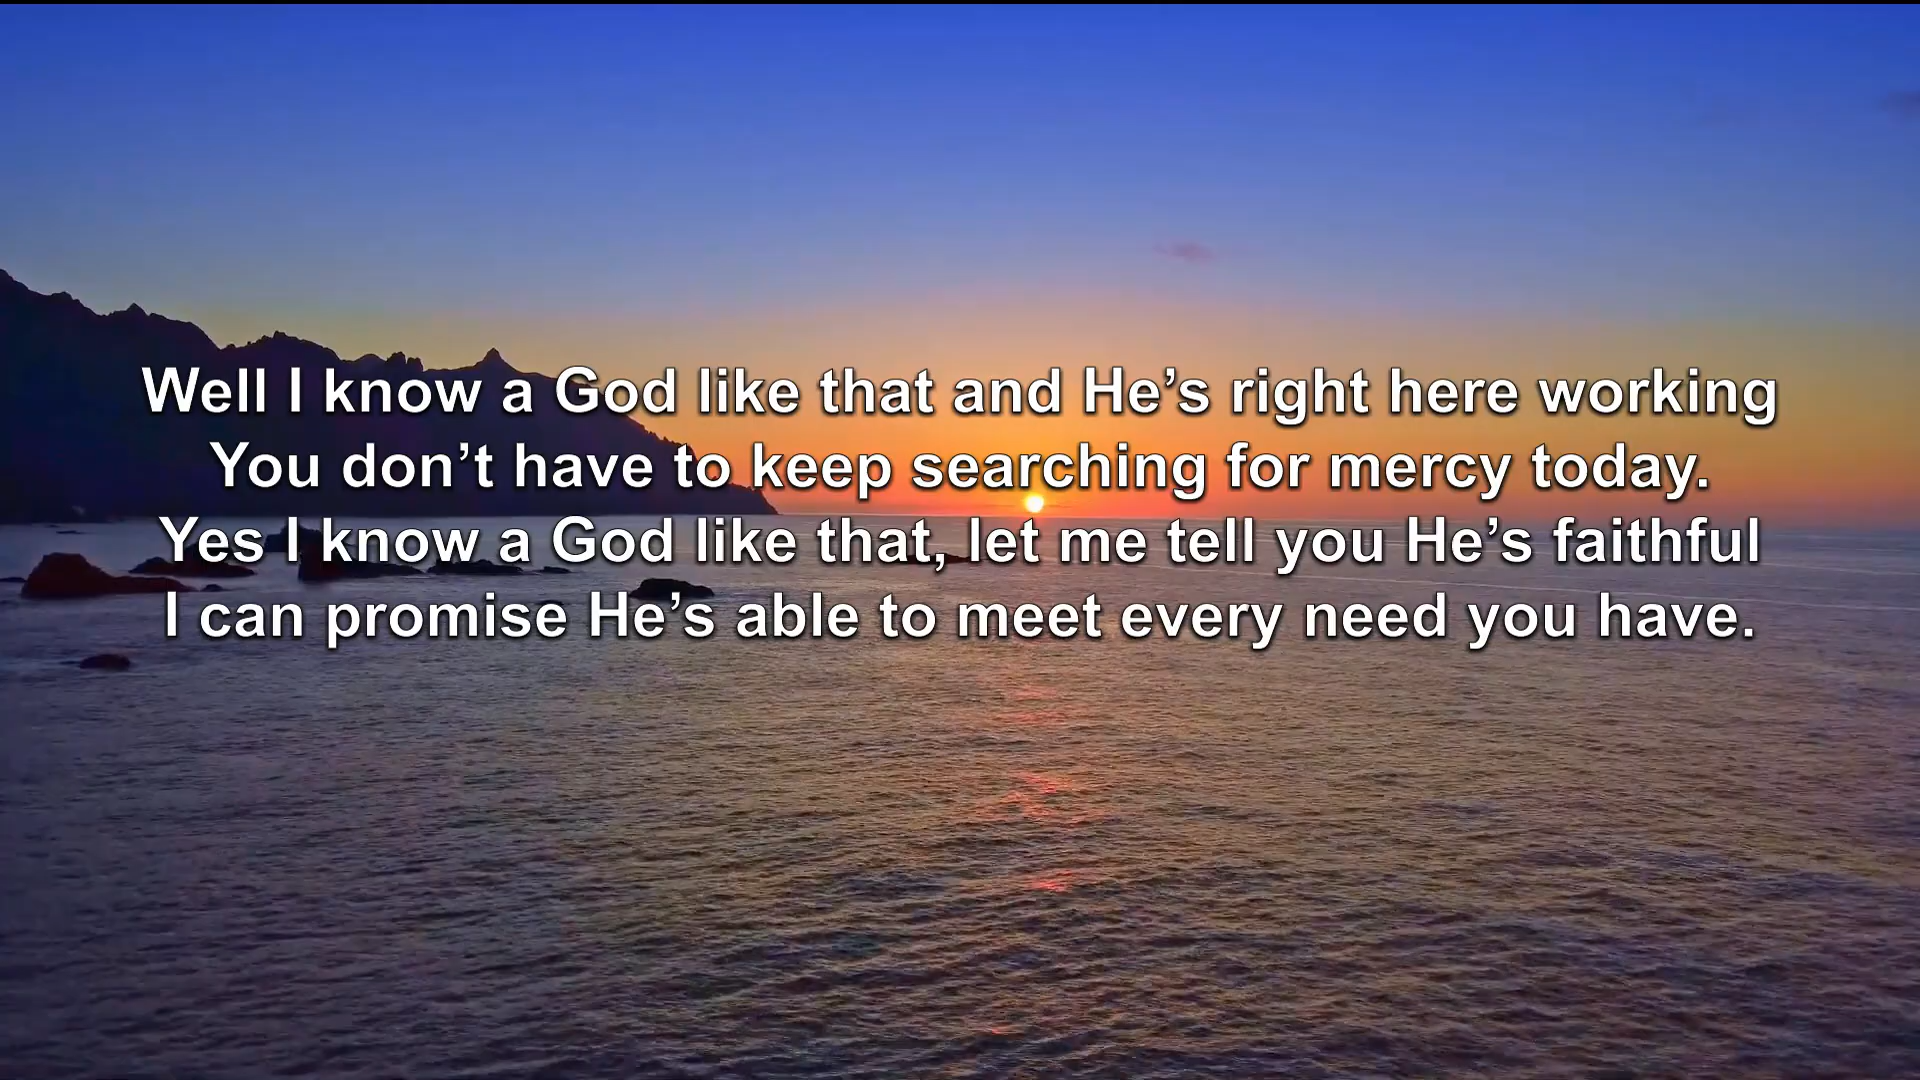 Well I know a God like that and He’s right here working
You don’t have to keep searching for mercy today.
Yes I know a God like that, let me tell you He’s faithful
I can promise He’s able to meet every need you have.